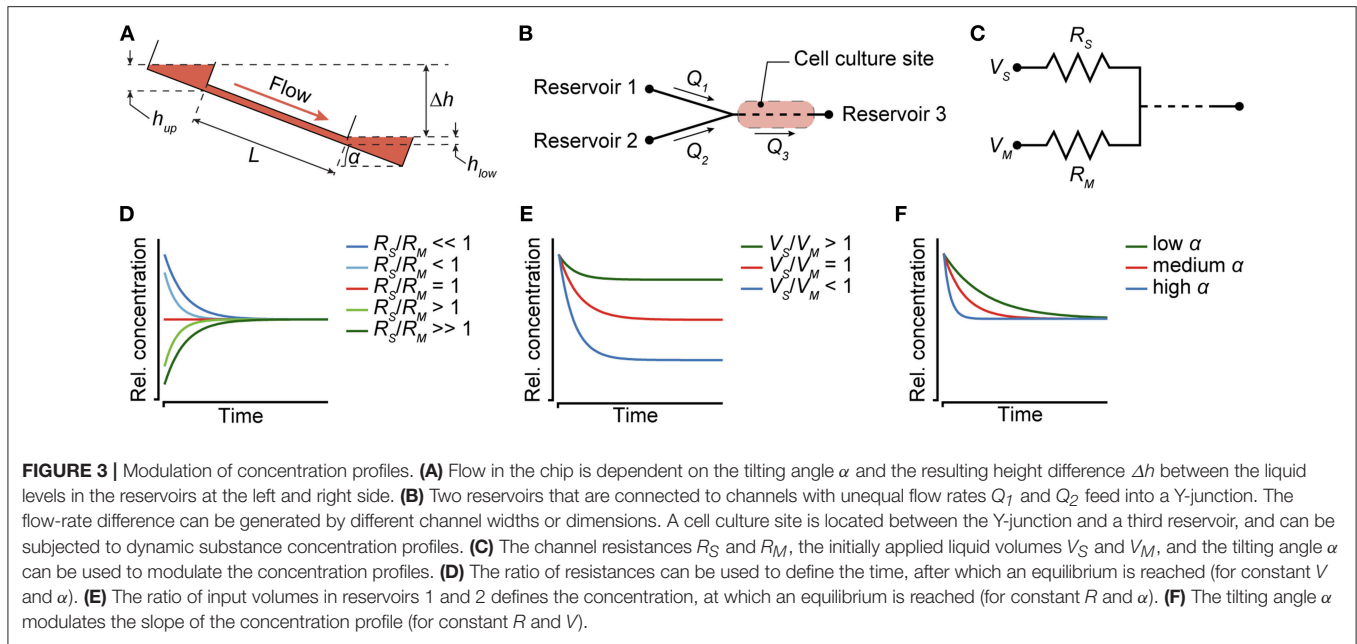 A
Flow
Δh
h_up
L
α
h_low
B
Cell culture site
Reservoir 1
Q_1
Reservoir 3
Reservoir 2
Q_2
Q_3
C
R_S
V_S
V_M
R_M
D
Rel. concentration
Time
R_S/R_M << 1
R_S/R_M < 1
R_S/R_M = 1
R_S/R_M > 1
R_S/R_M >> 1
E
Rel. concentration
Time
V_S/V_M > 1
V_S/V_M = 1
V_S/V_M < 1
F
Rel. concentration
Time
low α
medium α
high α
FIGURE 3 | Modulation of concentration profiles. (A) Flow in the chip is dependent on the tilting angle α and the resulting height difference Δh between the liquid
levels in the reservoirs at the left and right side. (B) Two reservoirs that are connected to channels with unequal flow rates Q_1 and Q_2 feed into a Y-junction. The
flow-rate difference can be generated by different channel widths or dimensions. A cell culture site is located between the Y-junction and a third reservoir, and can be
subjected to dynamic substance concentration profiles. (C) The channel resistances R_S and R_M, the initially applied liquid volumes V_S and V_M, and the tilting angle α
can be used to modulate the concentration profiles. (D) The ratio of resistances can be used to define the time, after which an equilibrium is reached (for constant V
and α). (E) The ratio of input volumes in reservoirs 1 and 2 defines the concentration, at which an equilibrium is reached (for constant R and α). (F) The tilting angle α
modulates the slope of the concentration profile (for constant R and V).